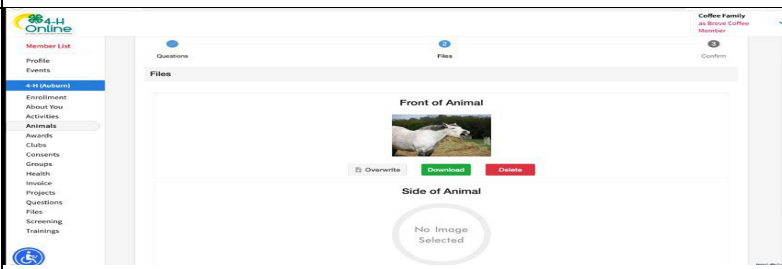 4-H
Online
Coffee Family
as Breve Coffee
Member
Member List
Profile
Events
4-H (Auburn)
Enrollment
About You
Activities
Animals
Awards
Clubs
Consents
Groups
Health
Invoice
Projects
Questions
Files
Screening
Trainings
Questions
2
Files
3
Confirm
Files
Front of Animal
Overwrite
Download
Delete
Side of Animal
No Image
Selected